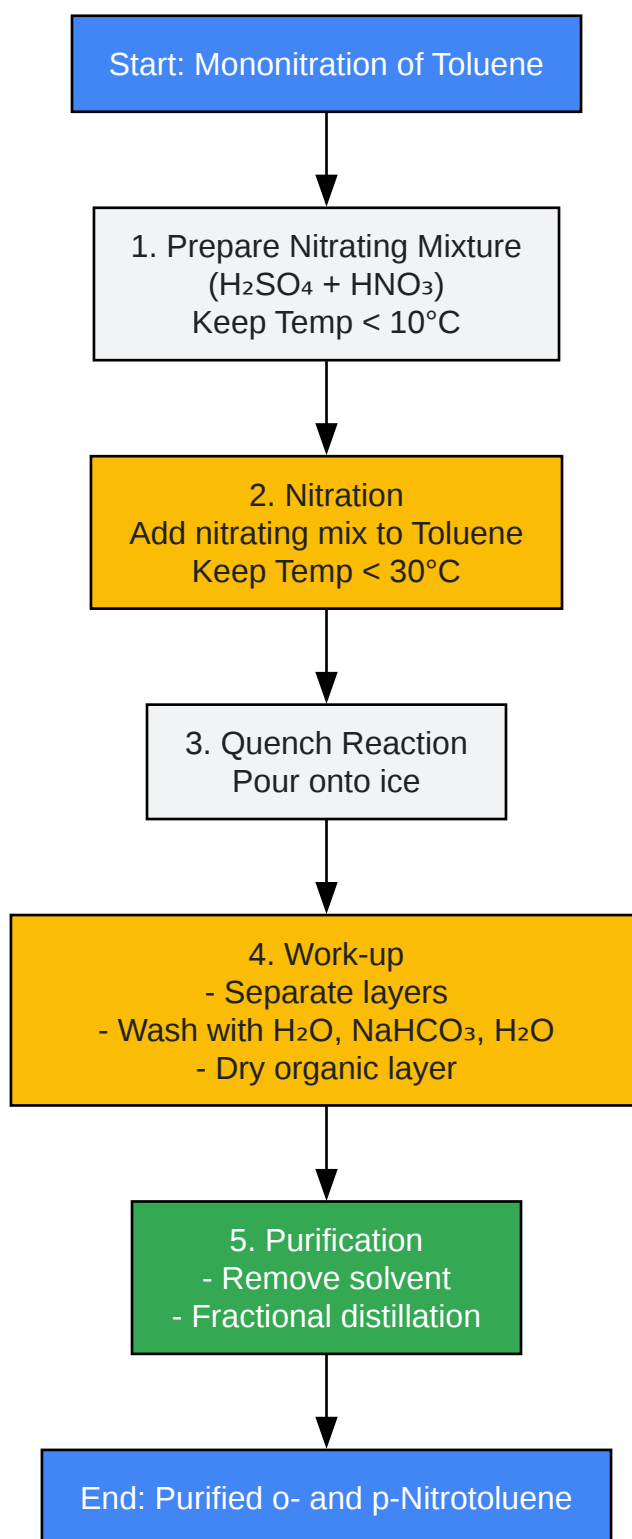 Start: Mononitration of Toluene
1. Prepare Nitrating Mixture
(H₂SO₄ + HNO₃)
Keep Temp < 10°C
2. Nitration
Add nitrating mix to Toluene
Keep Temp < 30°C
3. Quench Reaction
Pour onto ice
4. Work-up
- Separate layers
- Wash with H₂O, NaHCO₃, H₂O
- Dry organic layer
5. Purification
- Remove solvent
- Fractional distillation
End: Purified o- and p-Nitrotoluene